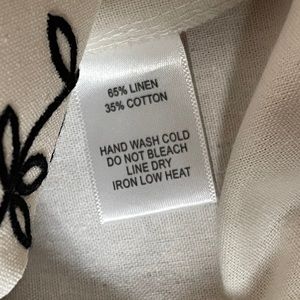 65% LINEN
35% COTTON
HAND WASH COLD
DO NOT BLEACH
LINE DRY
IRON LOW HEAT